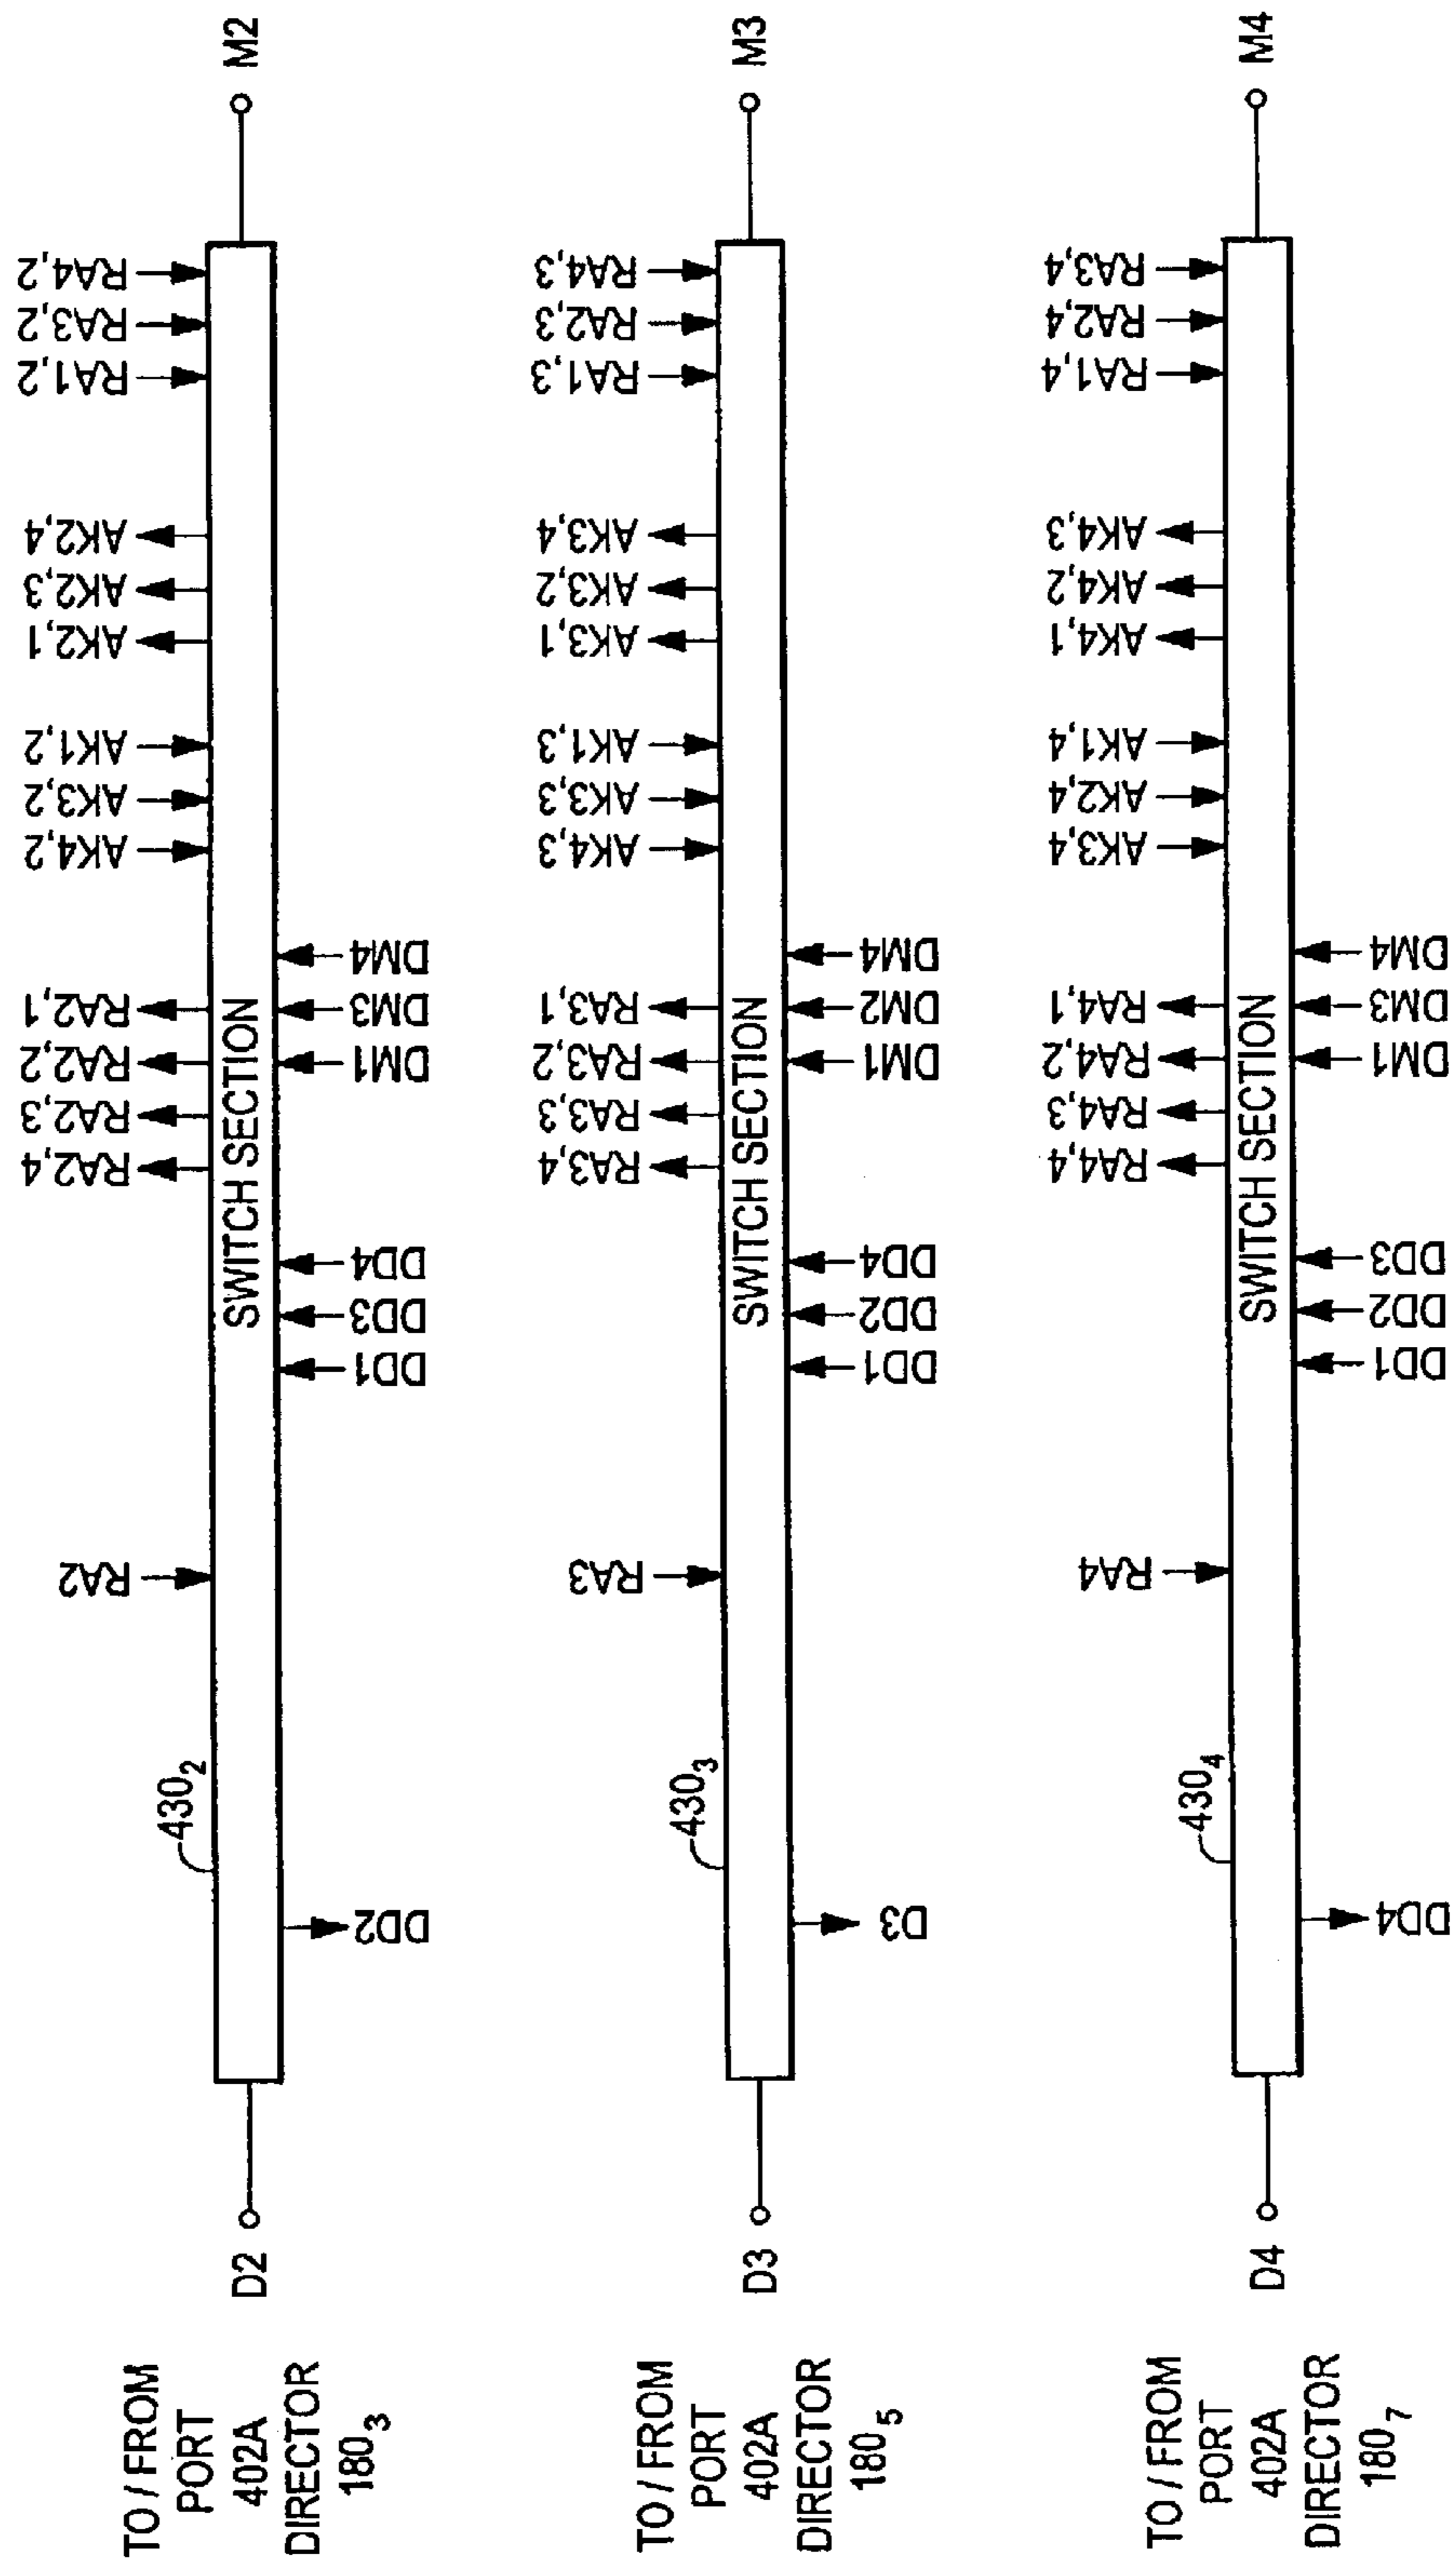 TO / FROM
PORT
402A
DIRECTOR
180₃
D2
430₂
DD2
RA2
DD1
DD3
DD4
RA2,4
RA2,3
RA2,2
RA2,1
SWITCH SECTION
DM1
DM3
DM4
AK4,2
AK3,2
AK1,2
AK2,1
AK2,3
AK2,4
RA1,2
RA3,2
RA4,2
M2
TO / FROM
PORT
402A
DIRECTOR
180₅
D3
430₃
D3
RA3
DD1
DD2
DD4
RA3,4
RA3,3
RA3,2
RA3,1
SWITCH SECTION
DM1
DM2
DM4
AK4,3
AK3,3
AK1,3
AK3,1
AK3,2
AK3,4
RA1,3
RA2,3
RA4,3
M3
TO / FROM
PORT
402A
DIRECTOR
180₇
D4
430₄
DD4
RA4
DD1
DD2
DD3
RA4,4
RA4,3
RA4,2
RA4,1
SWITCH SECTION
DM1
DM3
DM4
AK3,4
AK2,4
AK1,4
AK4,1
AK4,2
AK4,3
RA1,4
RA2,4
RA3,4
M4